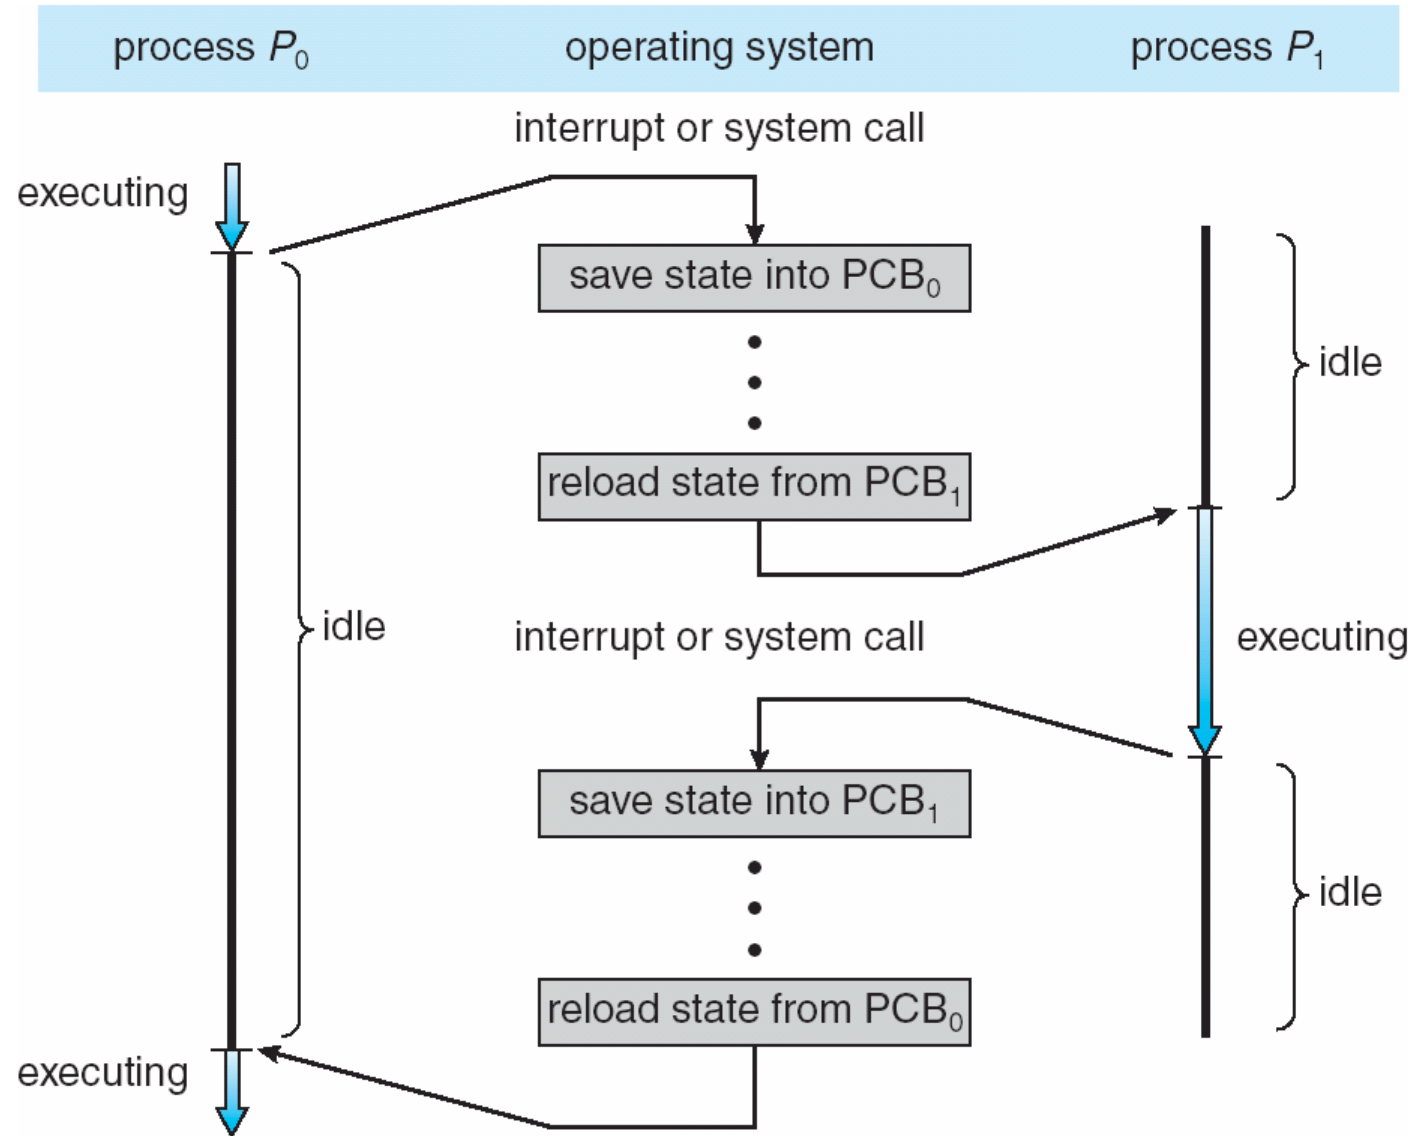 process P₀ operating system process P₁
interrupt or system call
executing
save state into PCB₀
idle
reload state from PCB₁
idle
interrupt or system call
executing
save state into PCB₁
idle
reload state from PCB₀
executing